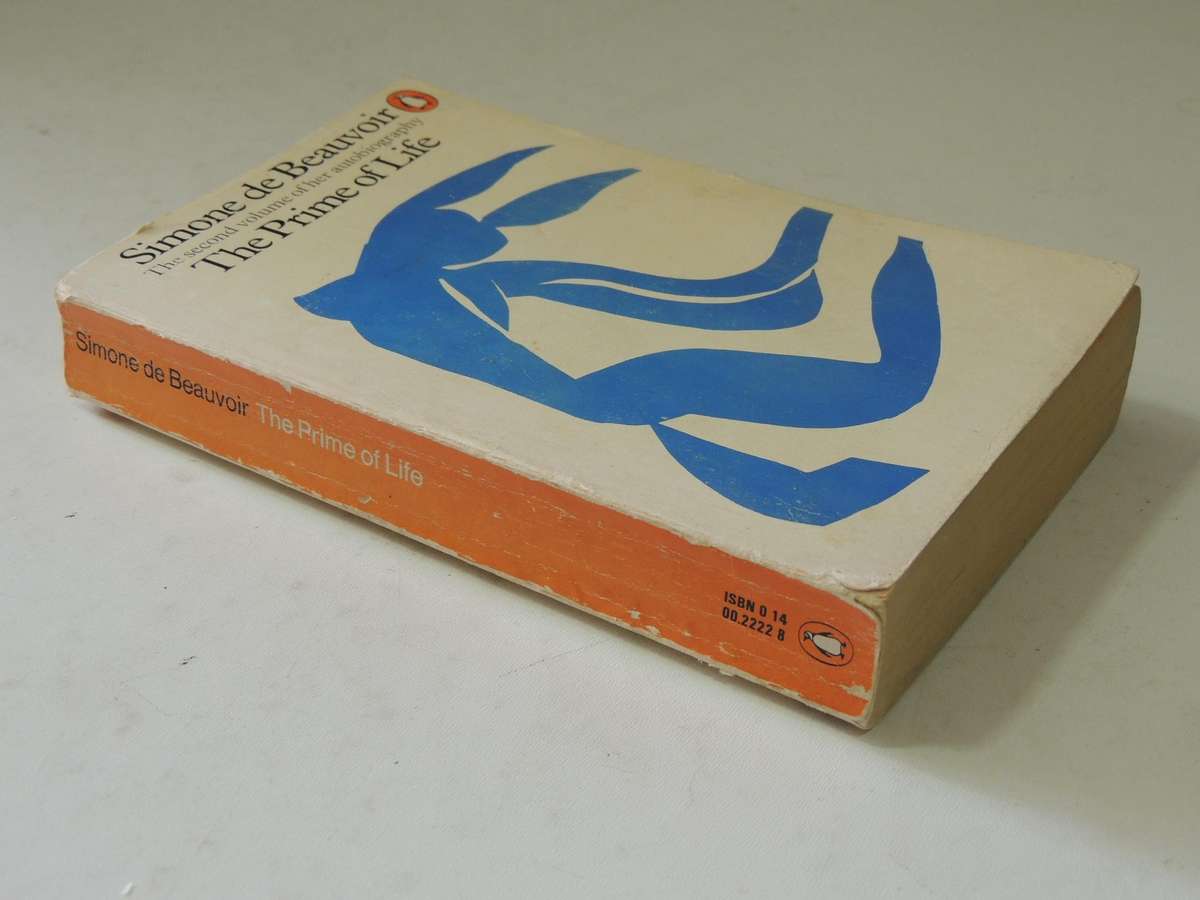 Simone de Beauvoir
The second volume of her autobiography
The Prime of Life
Simone de Beauvoir The Prime of Life
ISBN 0 14
00.2222 8